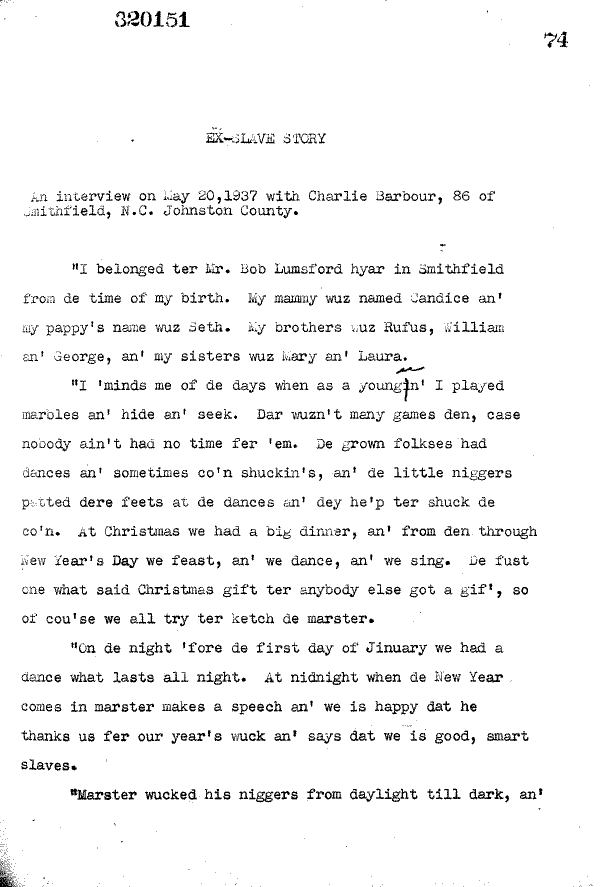 320151
74
EX-SLAVE STORY
An interview on May 20,1937 with Charlie Barbour, 86 of
Smithfield, N.C. Johnston County.
"I belonged ter Mr. Bob Lumsford hyar in Smithfield
from de time of my birth. My mammy wuz named Candice an'
my pappy's name wuz Seth. My brothers wuz Rufus, William
an' George, an' my sisters wuz Mary an' Laura.
"I 'minds me of de days when as a youngin' I played
marbles an' hide an' seek. Dar wuzn't many games den, case
nobody ain't had no time fer 'em. De grown folkses had
dances an' sometimes co'n shuckin's, an' de little niggers
patted dere feets at de dances an' dey he'p ter shuck de
co'n. At Christmas we had a big dinner, an' from den through
New Year's Day we feast, an' we dance, an' we sing. De fust
one what said Christmas gift ter anybody else got a gif', so
of cou'se we all try ter ketch de marster.
"On de night 'fore de first day of Jinuary we had a
dance what lasts all night. At nidnight when de New Year
comes in marster makes a speech an' we is happy dat he
thanks us fer our year's wuck an' says dat we is good, smart
slaves.
"Marster wucked his niggers from daylight till dark, an'